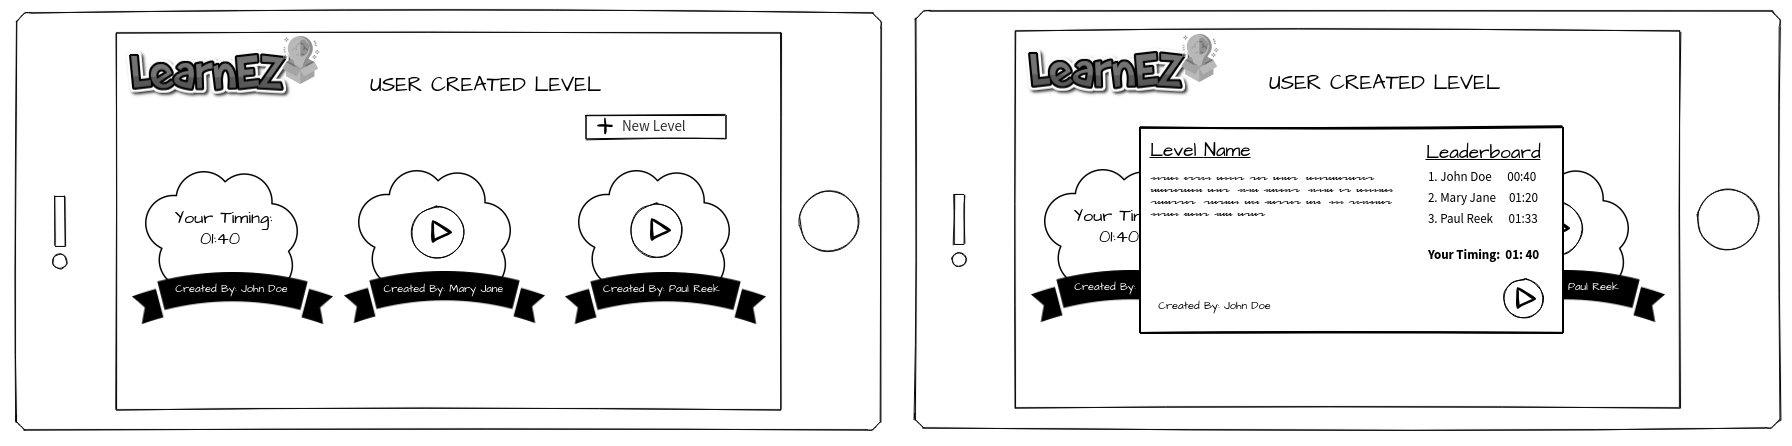 LearnEZ
USER CREATED LEVEL
New Level
Your Timing:
01:40
Created By: John Doe
Created By: Mary Jane
Created By: Paul Reek
LearnEZ
USER CREATED LEVEL
Your Tim
01:40
Created By:
Level Name
Created By: John Doe
Leaderboard
1. John Doe 00:40
2. Mary Jane 01:20
3. Paul Reek 01:33
Your Timing: 01: 40
Paul Reek